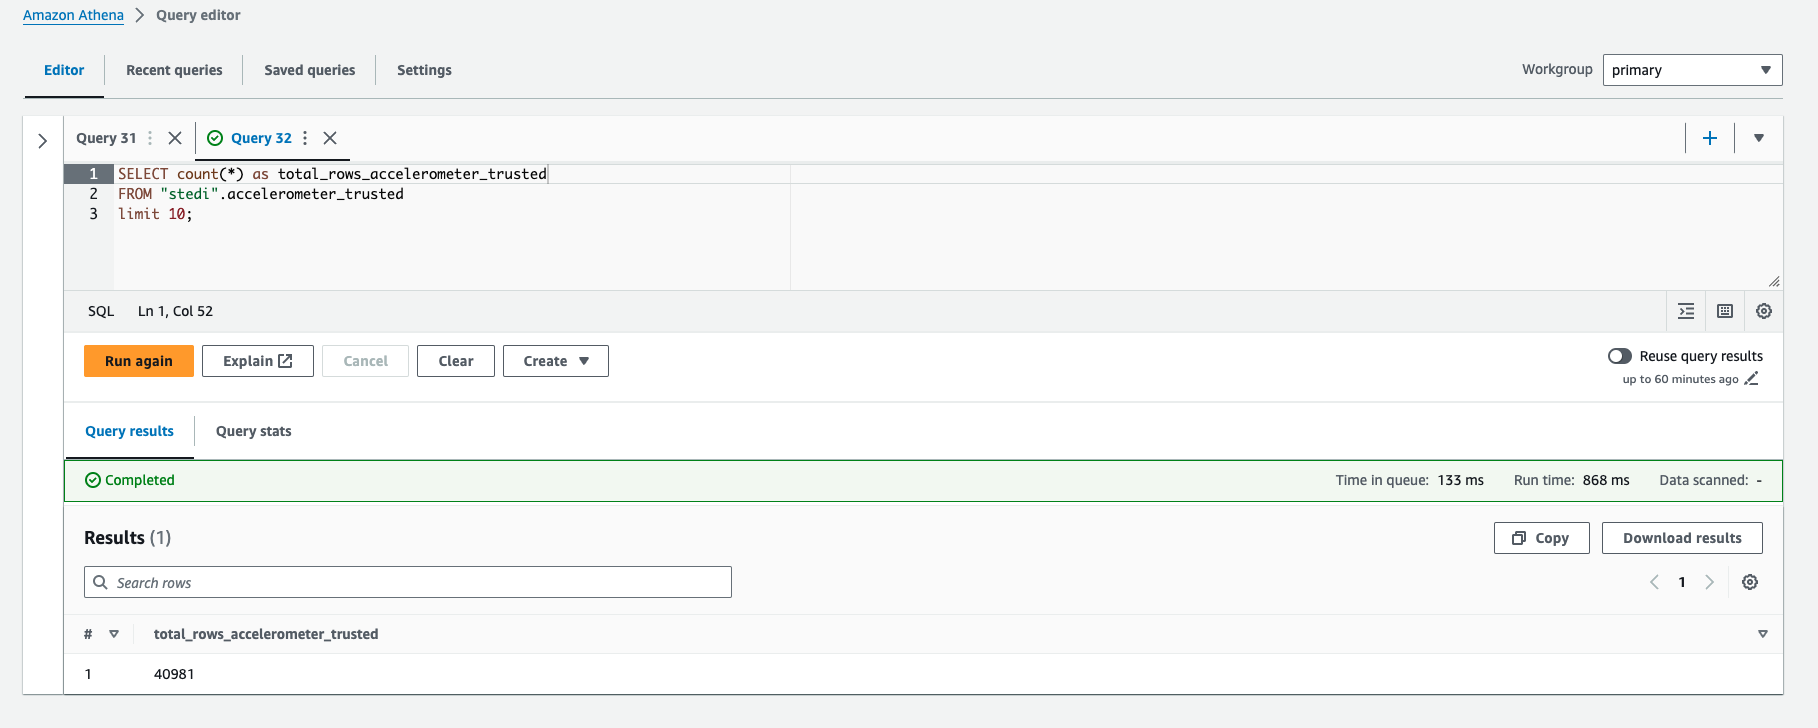 Amazon Athena > Query editor
Editor Recent queries Saved queries Settings Workgroup primary
Query 31 Query 32
1 SELECT count(*) as total_rows_accelerometer_trusted
2 FROM "stedi".accelerometer_trusted
3 limit 10;
SQL Ln 1, Col 52
Run again Explain Cancel Clear Create Reuse query results
up to 60 minutes ago
Query results Query stats
Completed Time in queue: 133 ms Run time: 868 ms Data scanned: -
Results (1) Copy Download results
Search rows < 1 >
# total_rows_accelerometer_trusted
1 40981